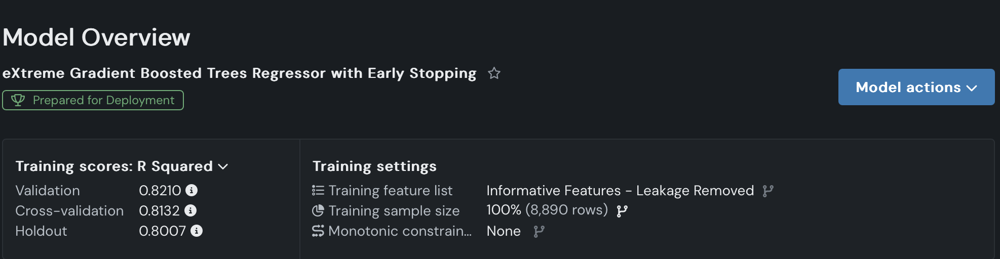 Model Overview
eXtreme Gradient Boosted Trees Regressor with Early Stopping
Prepared for Deployment
Model actions
Training scores: R Squared
Validation 0.8210
Cross-validation 0.8132
Holdout 0.8007
Training settings
Training feature list Informative Features - Leakage Removed
Training sample size 100% (8,890 rows)
Monotonic constrain... None